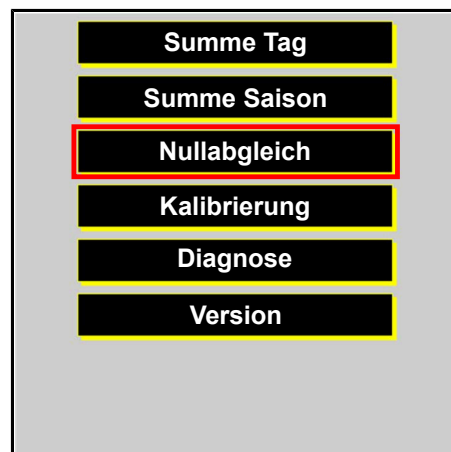 Summe Tag
Summe Saison
Nullabgleich
Kalibrierung
Diagnose
Version